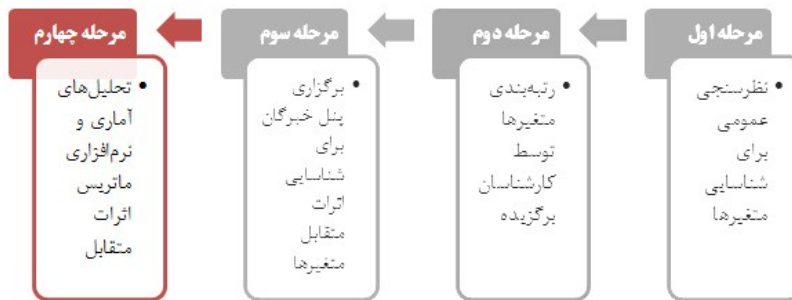 مرحله اول
• نظرسنجی
عمومی
برای
شناسایی
متغیرها
مرحله دوم
• رتبه‌بندی
متغیرها
توسط
کارشناسان
برگزیده
مرحله سوم
• برگزاری
پنل خبرگان
برای
شناسایی
اثرات
متقابل
متغیرها
مرحله چهارم
• تحلیل‌های
آماری و
نرم‌افزاری
ماتریس
اثرات
متقابل